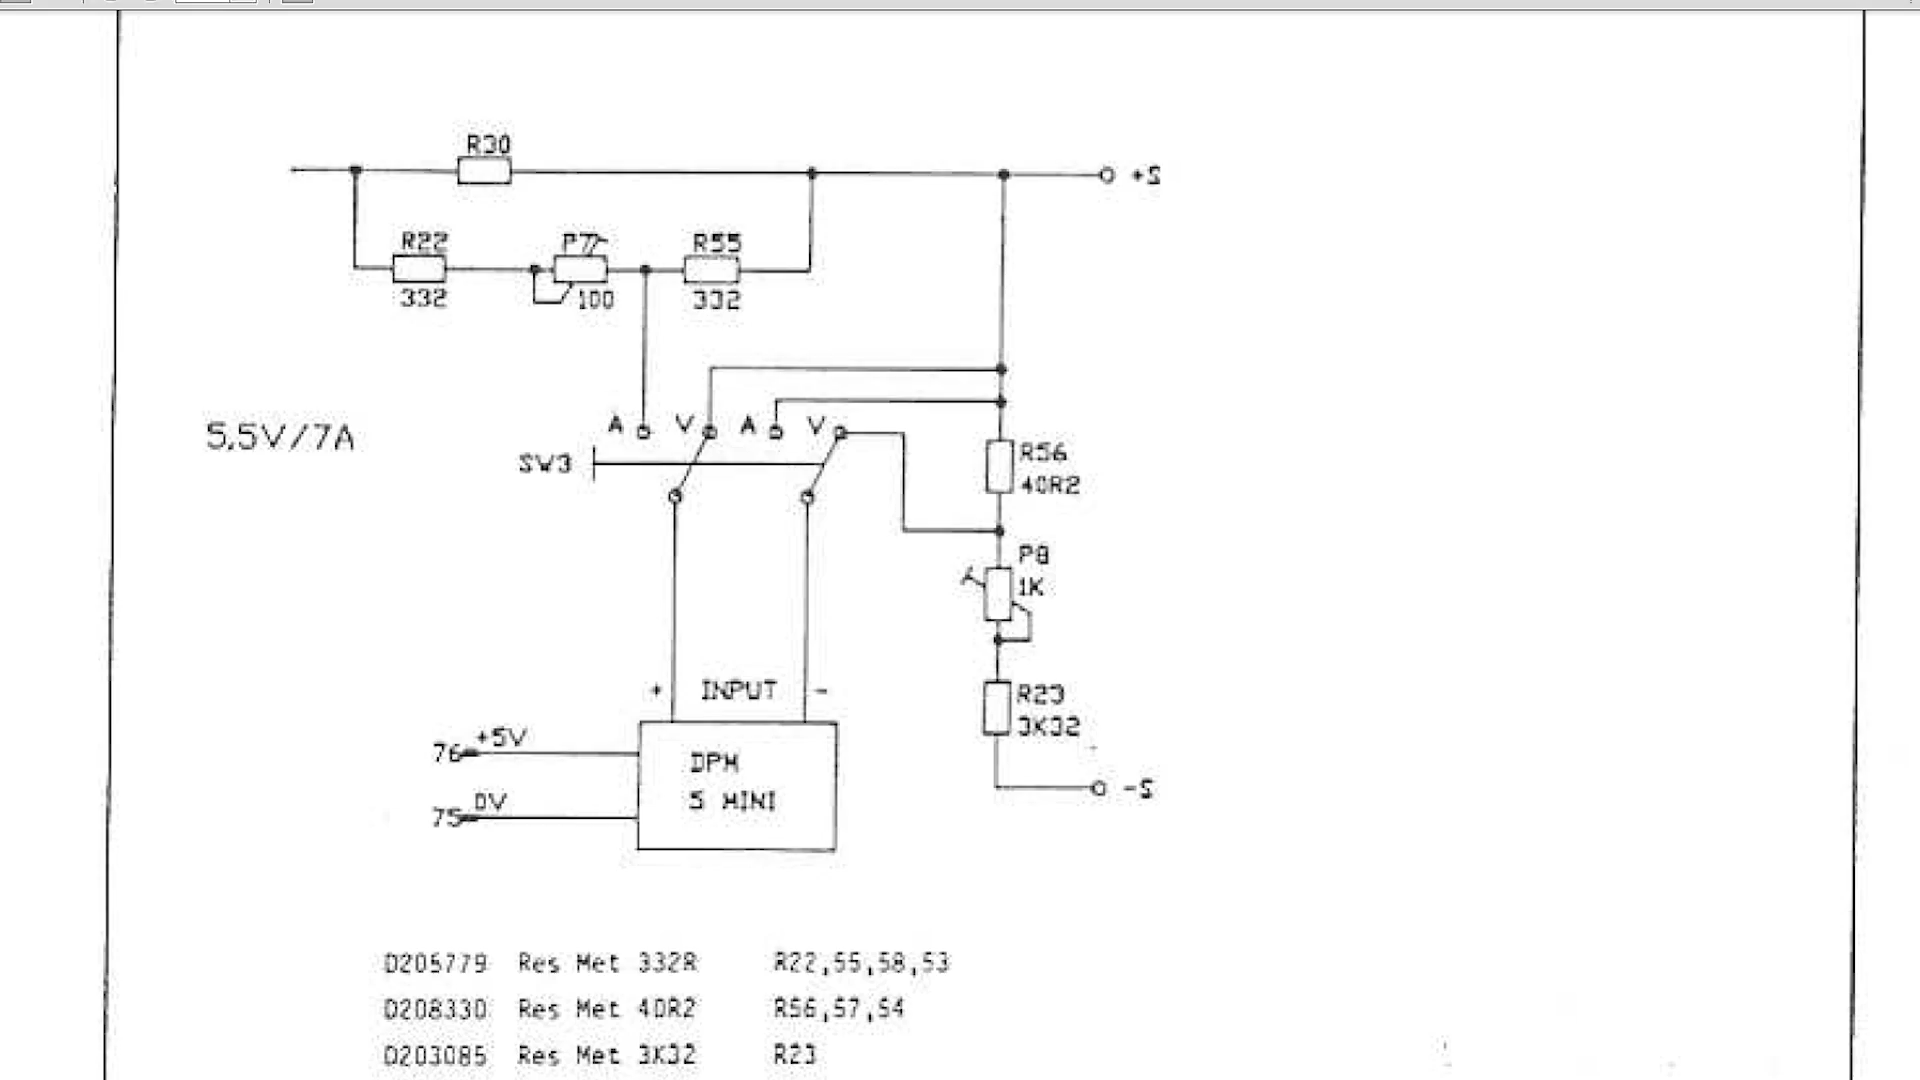 R30
+S
R22
P7
R55
332
100
332
A
V
A
V
5,5V/7A
SW3
R56
40R2
P8
1K
+ INPUT -
R23
3K32
+5V
76
DPM
5 MINI
-S
0V
75
D205779 Res Met 332R R22,55,58,53
D208330 Res Met 40R2 R56,57,54
D203085 Res Met 3K32 R23